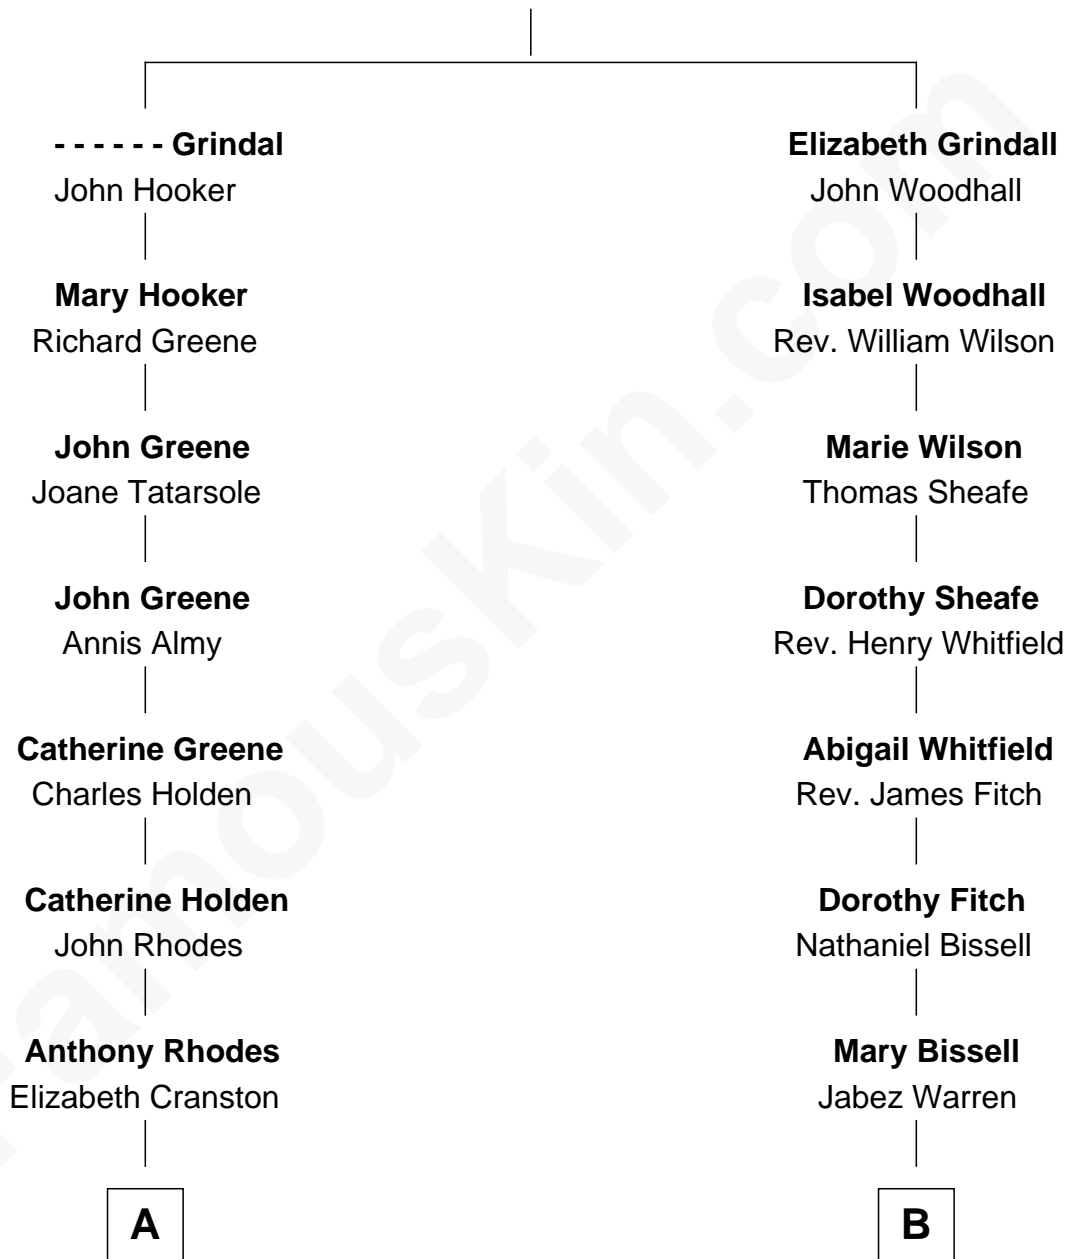 - - - - - - Grindal
John Hooker
Mary Hooker
Richard Greene
John Greene
Joane Tatarsole
John Greene
Annis Almy
Catherine Greene
Charles Holden
Catherine Holden
John Rhodes
Anthony Rhodes
Elizabeth Cranston
A
Elizabeth Grindall
John Woodhall
Isabel Woodhall
Rev. William Wilson
Marie Wilson
Thomas Sheafe
Dorothy Sheafe
Rev. Henry Whitfield
Abigail Whitfield
Rev. James Fitch
Dorothy Fitch
Nathaniel Bissell
Mary Bissell
Jabez Warren
B
FamousKin.com